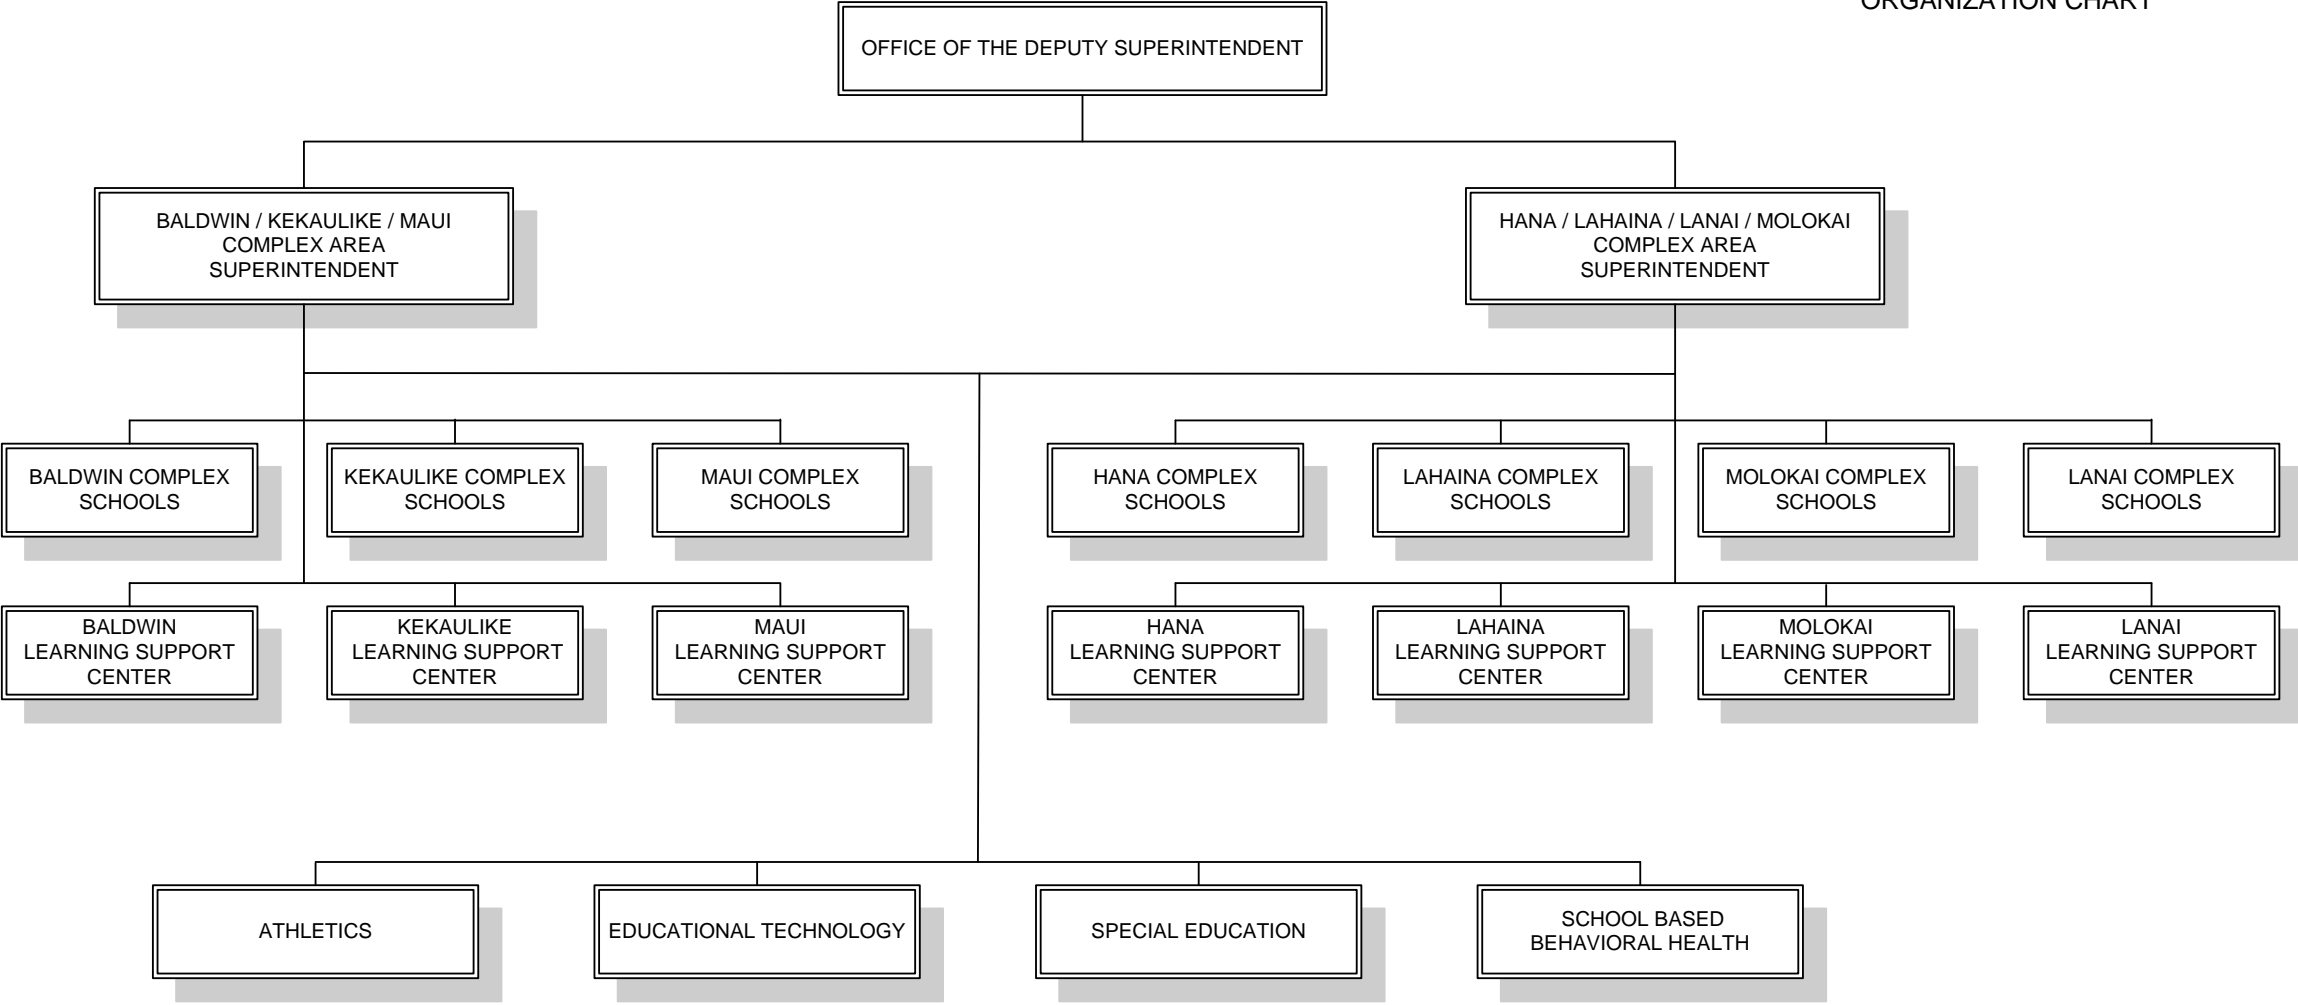 ORGANIZATION CHART
OFFICE OF THE DEPUTY SUPERINTENDENT
BALDWIN / KEKAULIKE / MAUI
COMPLEX AREA
SUPERINTENDENT
HANA / LAHAINA / LANAI / MOLOKAI
COMPLEX AREA
SUPERINTENDENT
BALDWIN COMPLEX
SCHOOLS
KEKAULIKE COMPLEX
SCHOOLS
MAUI COMPLEX
SCHOOLS
HANA COMPLEX
SCHOOLS
LAHAINA COMPLEX
SCHOOLS
MOLOKAI COMPLEX
SCHOOLS
LANAI COMPLEX
SCHOOLS
BALDWIN
LEARNING SUPPORT
CENTER
KEKAULIKE
LEARNING SUPPORT
CENTER
MAUI
LEARNING SUPPORT
CENTER
HANA
LEARNING SUPPORT
CENTER
LAHAINA
LEARNING SUPPORT
CENTER
MOLOKAI
LEARNING SUPPORT
CENTER
LANAI
LEARNING SUPPORT
CENTER
ATHLETICS
EDUCATIONAL TECHNOLOGY
SPECIAL EDUCATION
SCHOOL BASED
BEHAVIORAL HEALTH